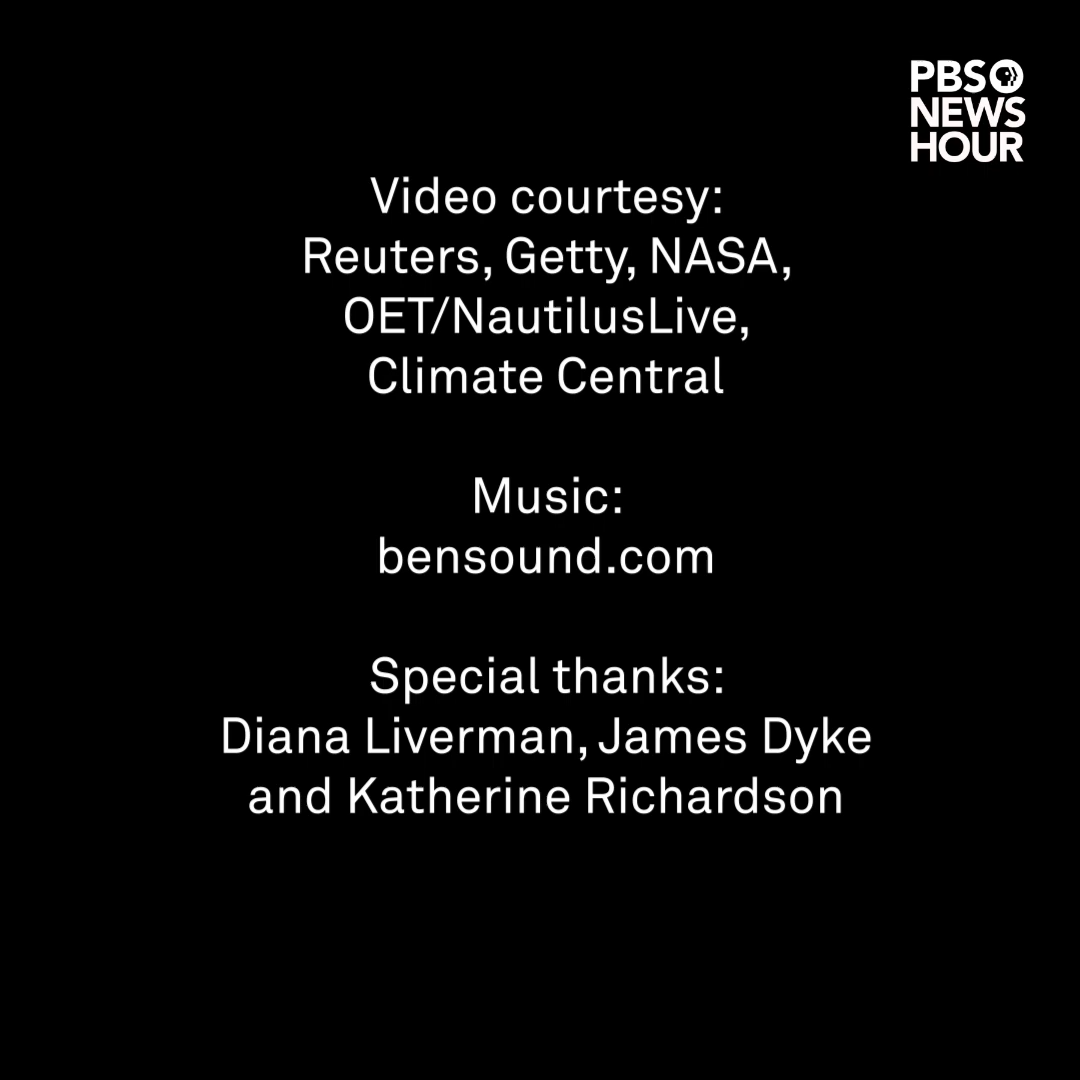 PBS
NEWS
HOUR
Video courtesy:
Reuters, Getty, NASA,
OET/NautilusLive,
Climate Central
Music:
bensound.com
Special thanks:
Diana Liverman, James Dyke
and Katherine Richardson